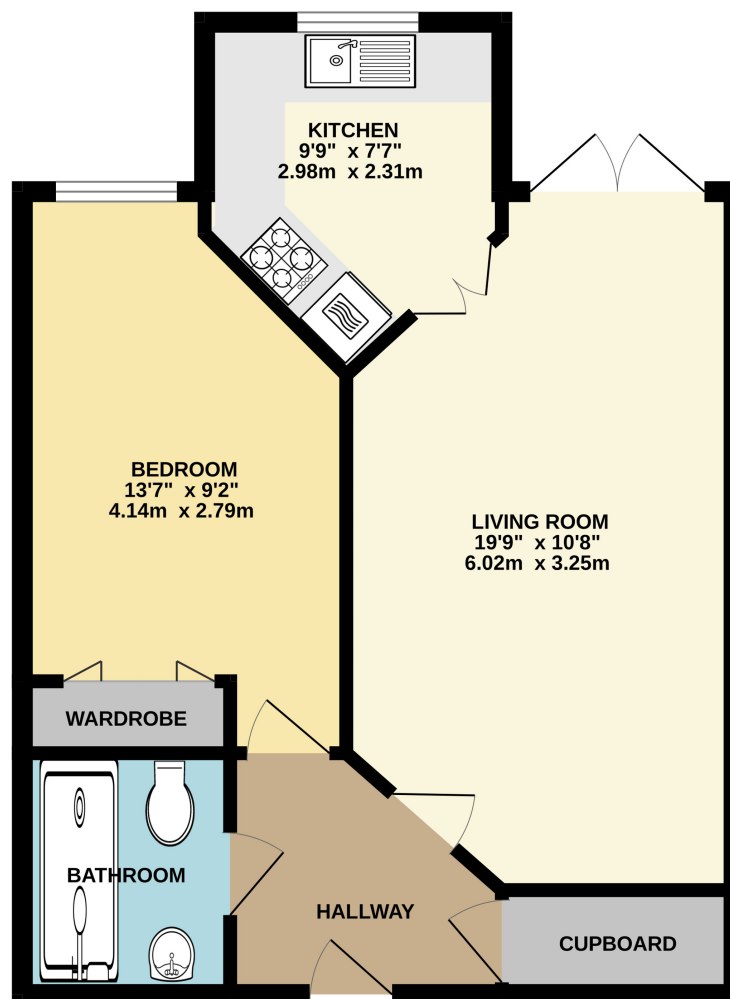 KITCHEN
9'9" x 7'7"
2.98m x 2.31m
BEDROOM
13'7" x 9'2"
4.14m x 2.79m
LIVING ROOM
19'9" x 10'8"
6.02m x 3.25m
WARDROBE
BATHROOM
HALLWAY
CUPBOARD